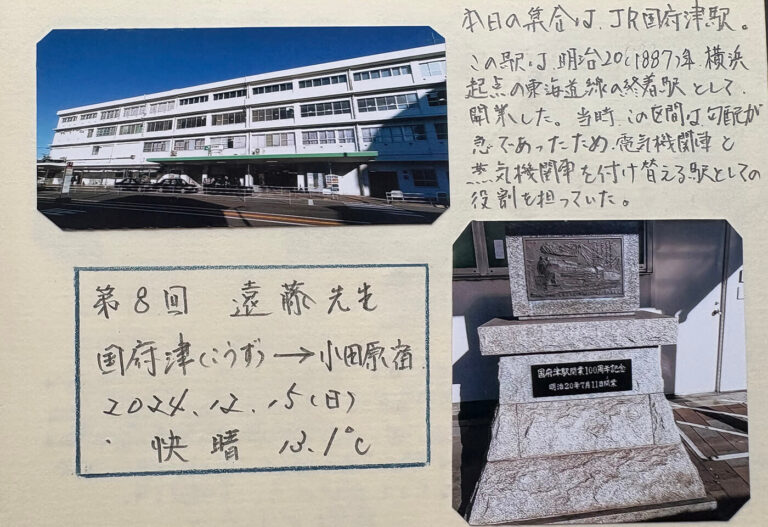 本日の集合は、JR国府津駅。
この駅は、明治20(1887)年、横浜
起点の東海道線の終着駅として
開業した。当時、この区間は勾配が
急であったため、電気機関車と
蒸気機関車を付け替える駅としての
役割を担っていた。
第8回 遠藤先生
国府津(こうず)→小田原宿
2024.12.15(日)
快晴 13.1℃
国府津駅開業100周年記念
明治20年7月11日開業